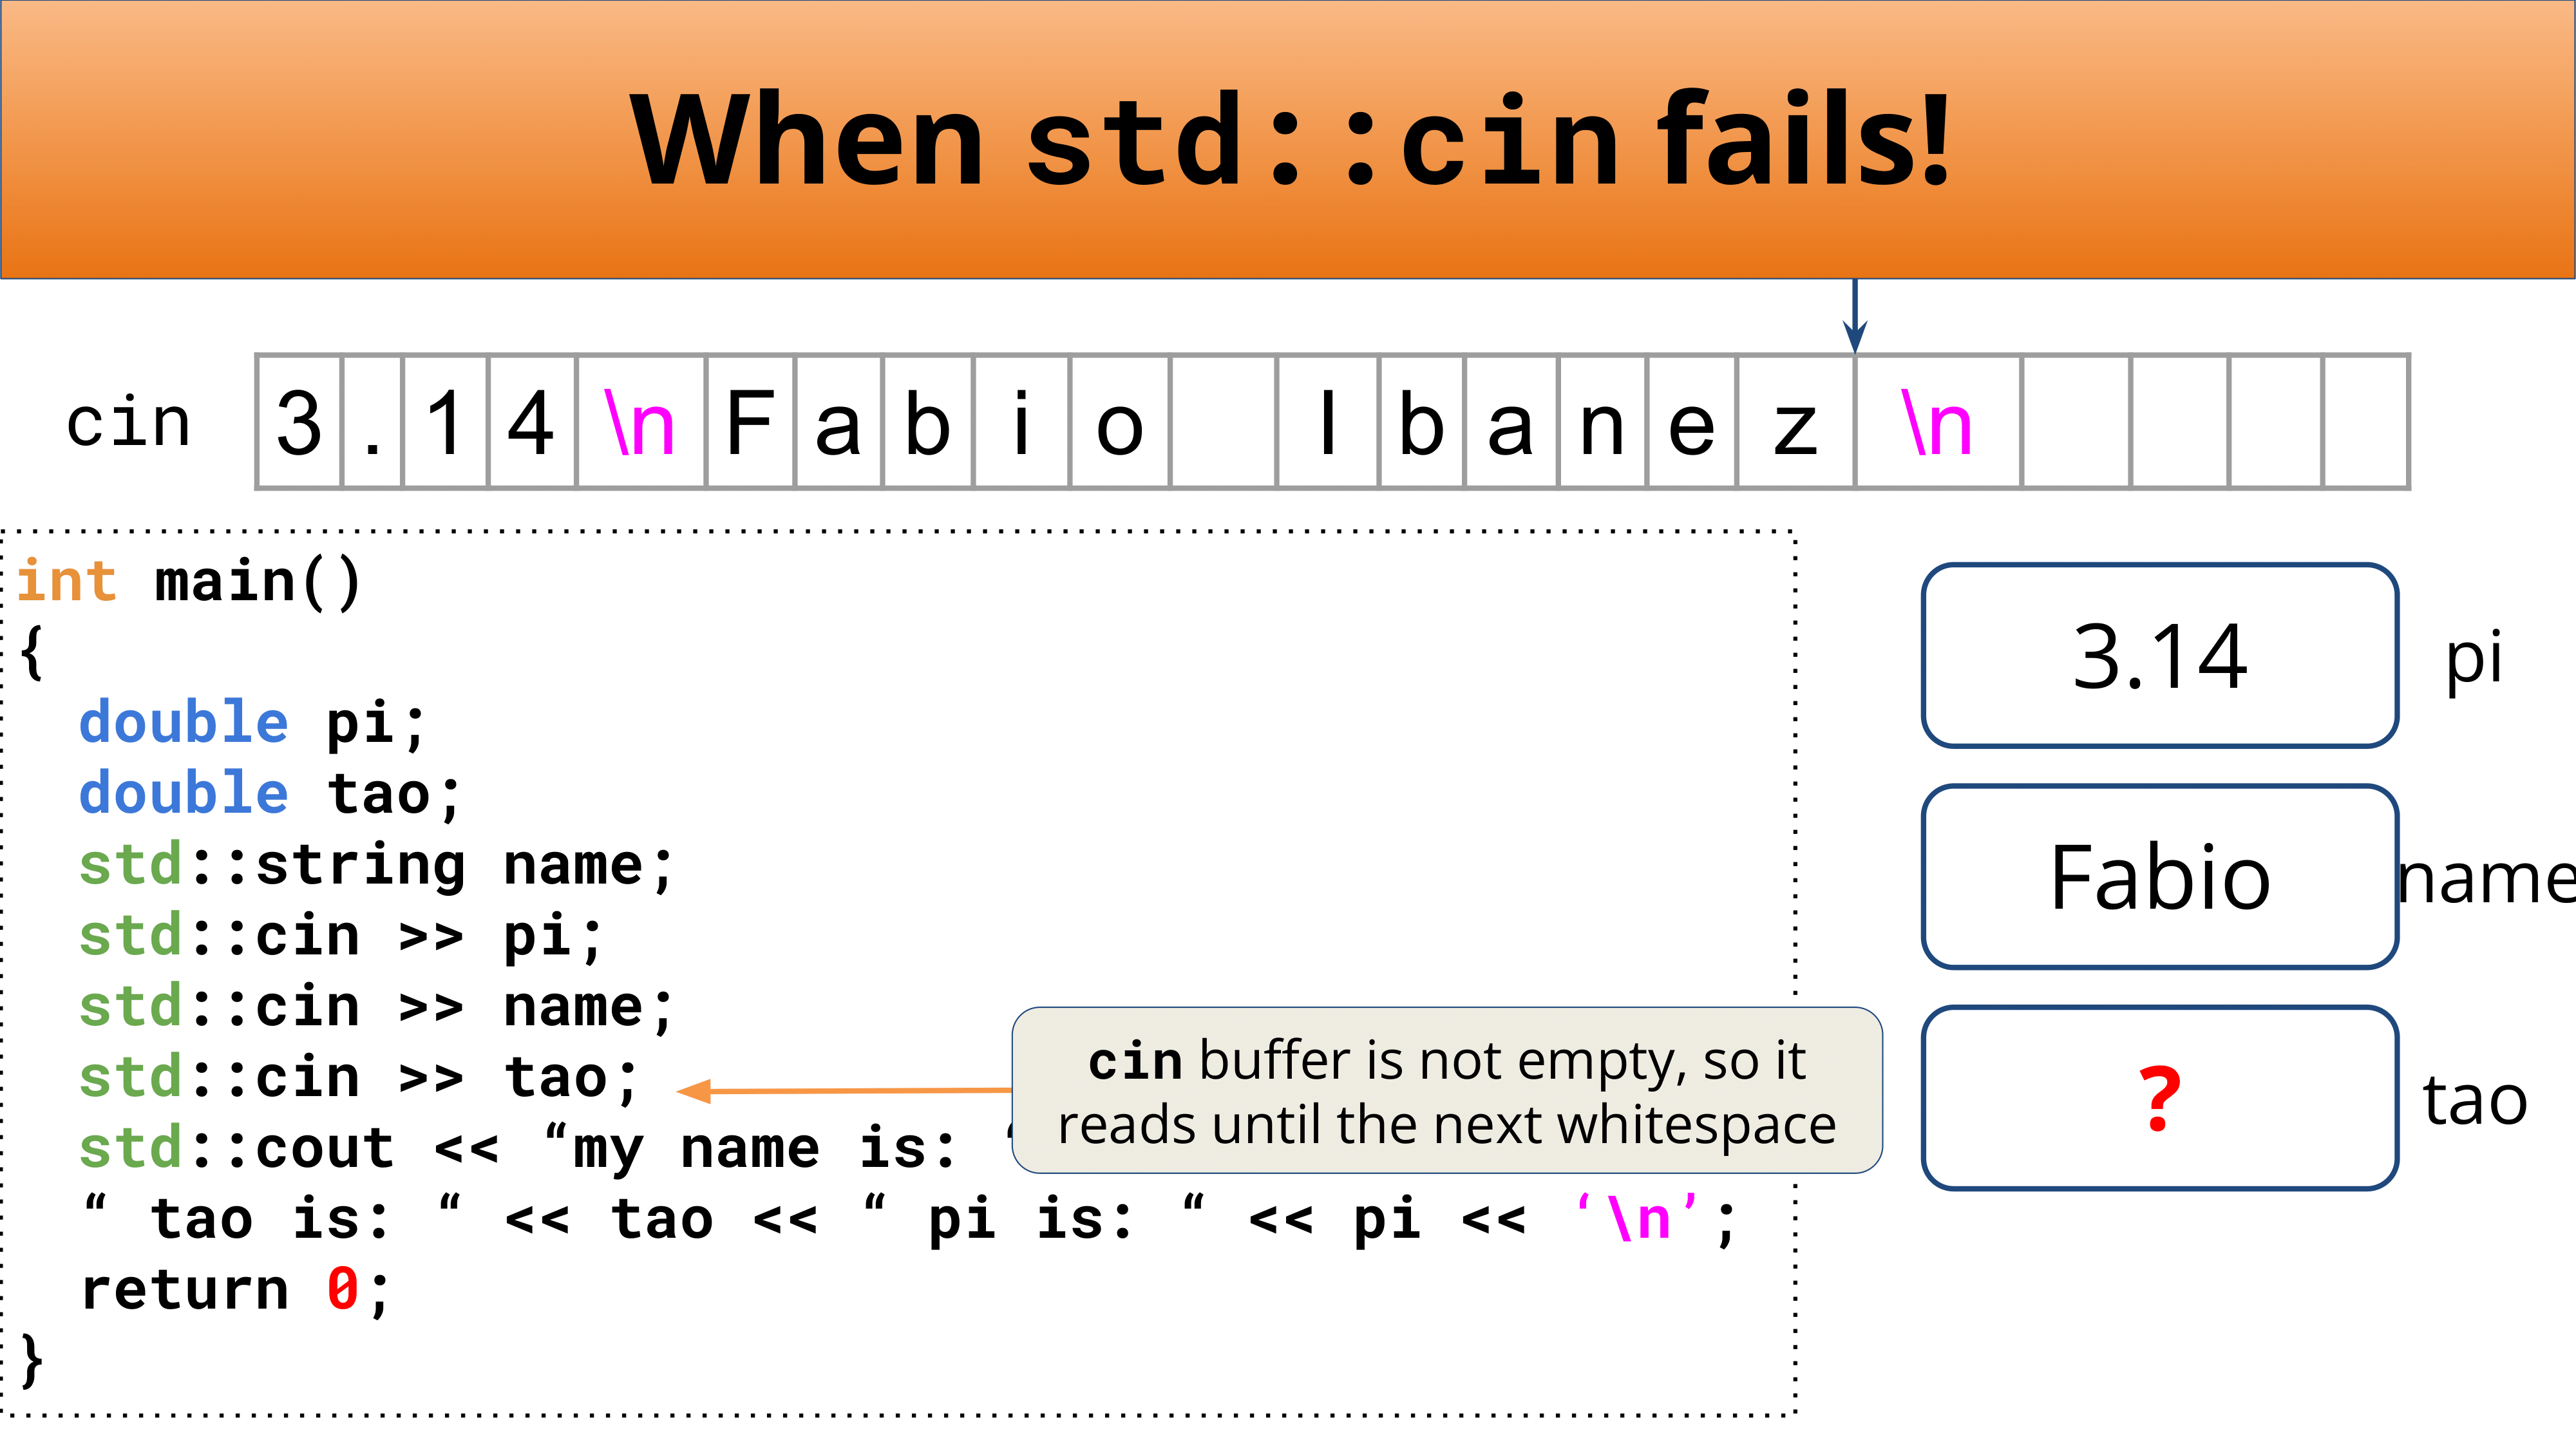 When std::cin fails!
cin 3 . 1 4 \n F a b i o I b a n e z \n
int main()
{
double pi;
double tao;
std::string name;
std::cin >> pi;
std::cin >> name;
std::cin >> tao;
std::cout << “my name is: “
“ tao is: “ << tao << “ pi is: “ << pi << ‘\n’;
return 0;
}
cin buffer is not empty, so it
reads until the next whitespace
3.14 pi
Fabio name
? tao